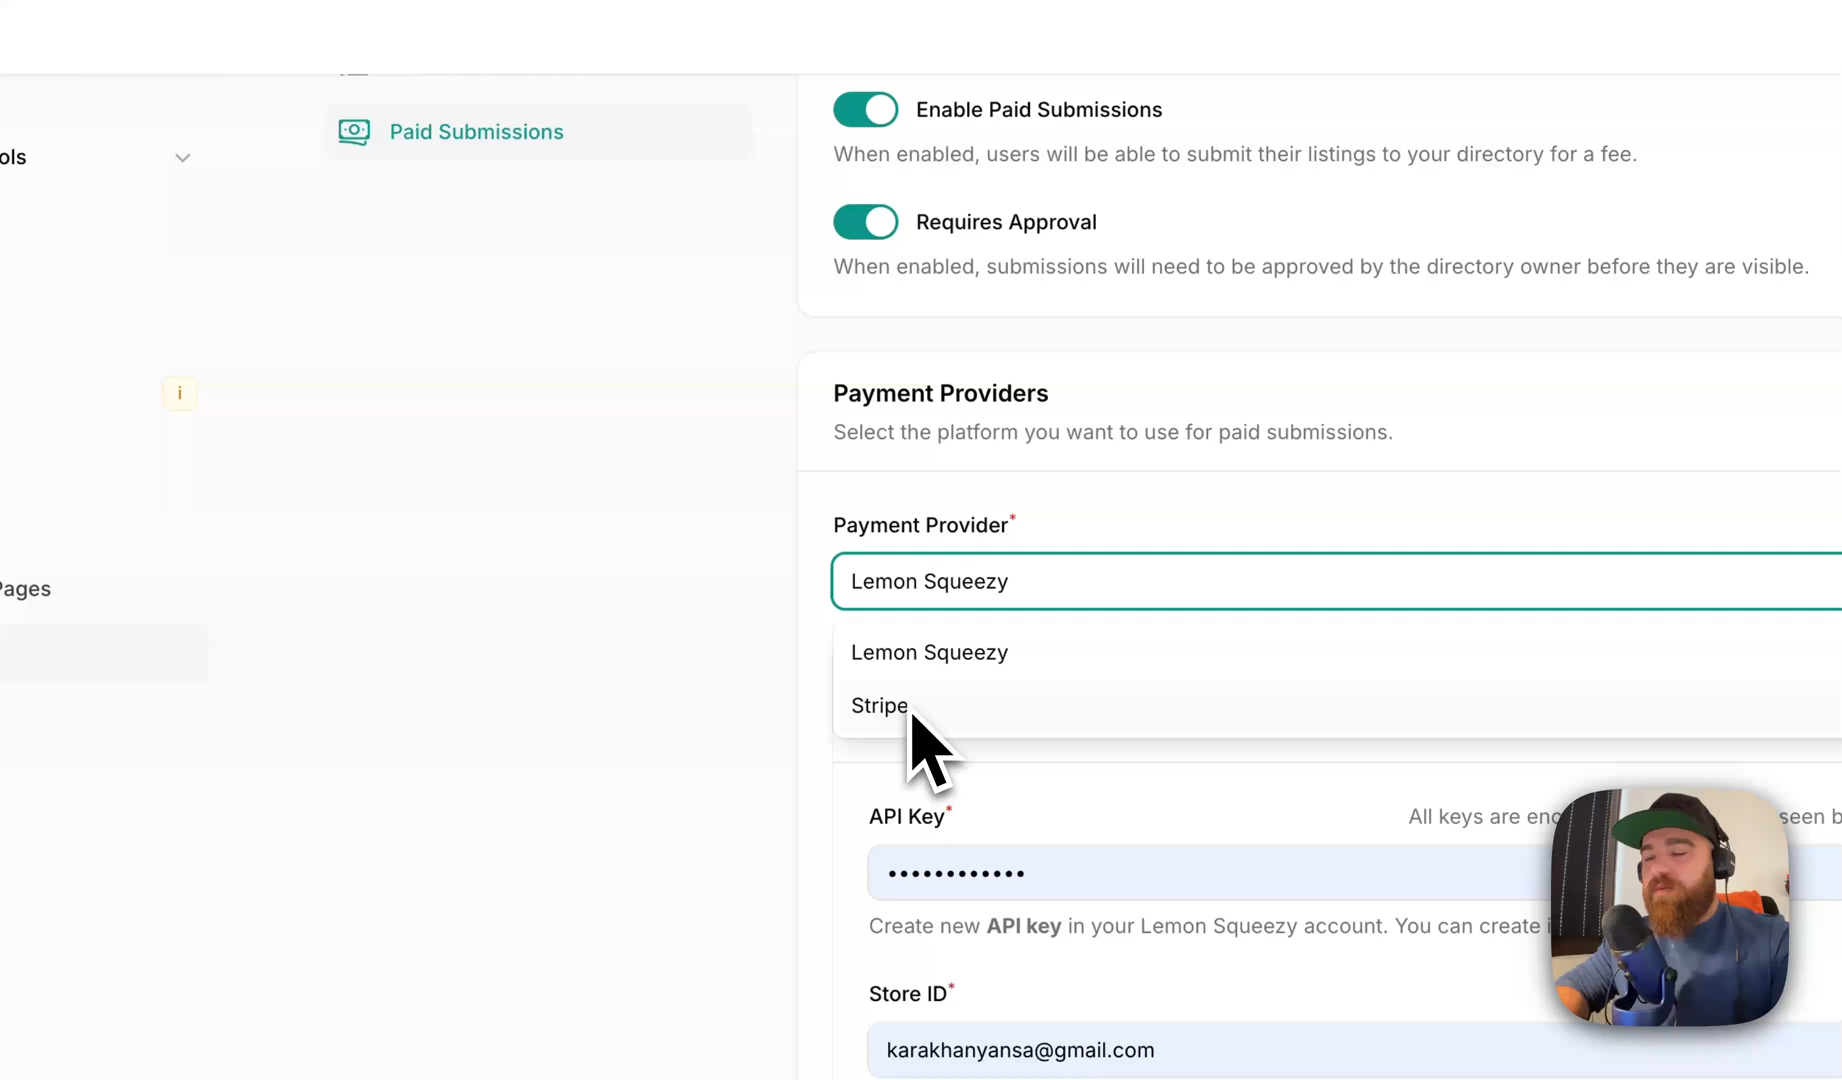 Enable Paid Submissions
Paid Submissions
ols
When enabled, users will be able to submit their listings to your directory for a fee.
Requires Approval
When enabled, submissions will need to be approved by the directory owner before they are visible.
i
Payment Providers
Select the platform you want to use for paid submissions.
Payment Provider*
Lemon Squeezy
Pages
Lemon Squeezy
Stripe
API Key*
All keys are
seen
••••••••••••
Create new API key in your Lemon Squeezy account. You can create
Store ID*
karakhanyansa@gmail.com